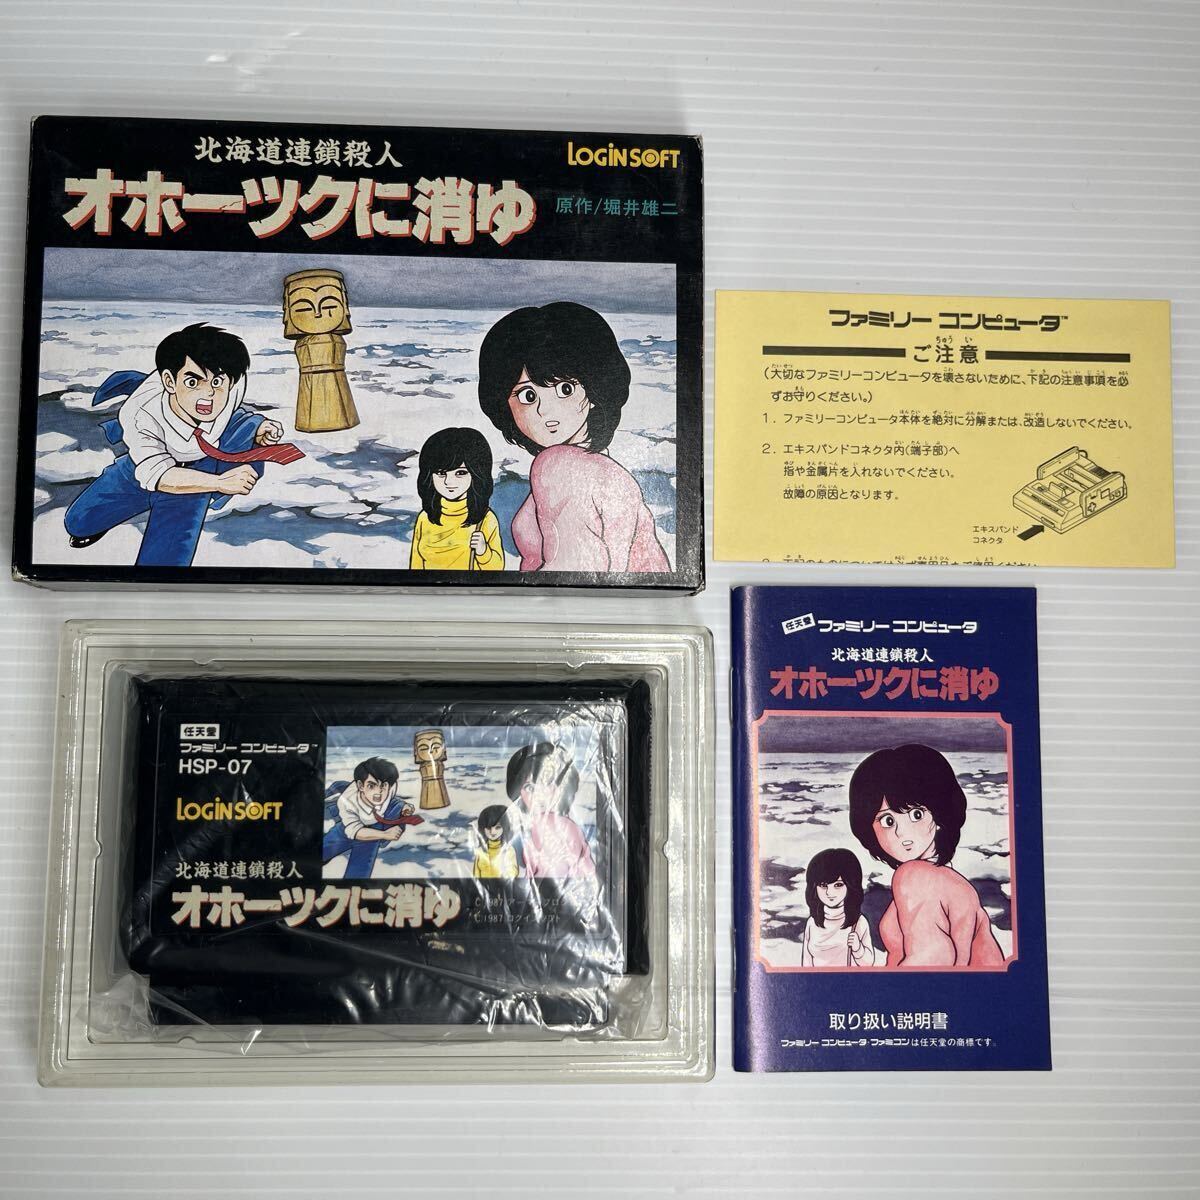 北海道連鎖殺人
LOGiNSOFT
オホーツクに消ゆ
原作/堀井雄二
ファミリーコンピュータ™
ご注意
(大切なファミリーコンピュータを壊さないために、下記の注意事項を必
ずお守りください。)
1. ファミリーコンピュータ本体を絶対に分解または、改造しないでください。
2. エキスパンドコネクタ内(端子部)へ
指や金属片を入れないでください。
故障の原因となります。
エキスパンド
コネクタ
任天堂
ファミリーコンピュータ™
HSP-07
LOGiNSOFT
北海道連鎖殺人
オホーツクに消ゆ
任天堂 ファミリーコンピュータ
北海道連鎖殺人
オホーツクに消ゆ
取り扱い説明書
ファミリーコンピュータ・ファミコンは任天堂の商標です。